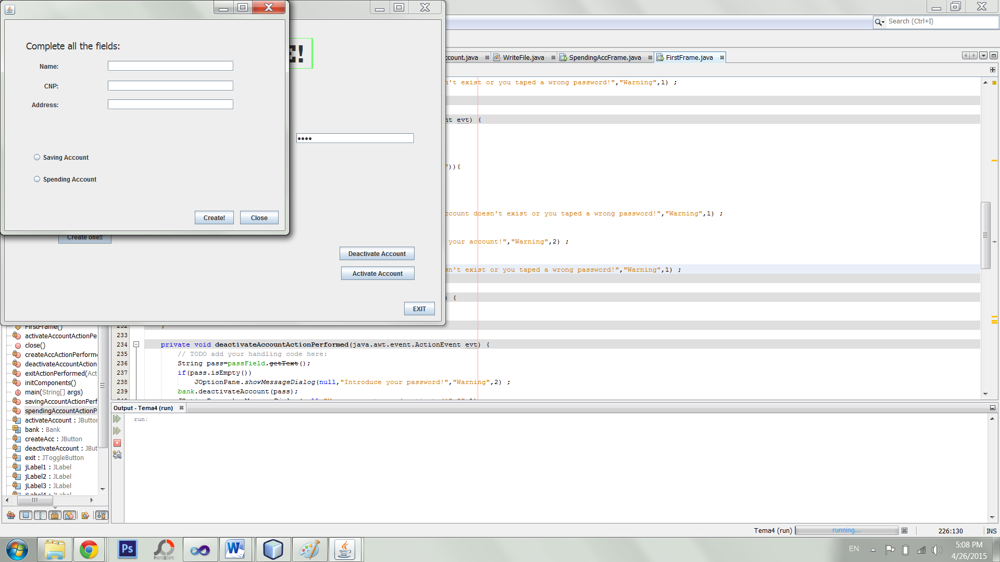 Complete all the fields:
Name:
CNP:
Address:
Saving Account
Spending Account
Create!
Close
E!
••••
Create one!!
Deactivate Account
Activate Account
EXIT
Search (Ctrl+I)
ccount.java
WriteFile.java
SpendingAccFrame.java
FirstFrame.java
n't exist or you taped a wrong password!","Warning",1) ;
nt evt) {
")){
ccount doesn't exist or you taped a wrong password!","Warning",1) ;
your account!","Warning",2) ;
sn't exist or you taped a wrong password!","Warning",1) ;
) {
232 }
233
234 private void deactivateAccountActionPerformed(java.awt.event.ActionEvent evt) {
235 // TODO add your handling code here:
236 String pass=passField.getText();
237 if(pass.isEmpty())
238 JOptionPane.showMessageDialog(null,"Introduce your password!","Warning",2) ;
239 bank.deactivateAccount(pass);
FirstFrame()
activateAccountActionPe
close()
createAccActionPerforme
deactivateAccountAction
exitActionPerformed(Act
initComponents()
main(String[] args)
savingAccountActionPerf
spendingAccountActionP
activateAccount : JButton
bank : Bank
createAcc : JButton
deactivateAccount : JBut
exit : JToggleButton
jLabel1 : JLabel
jLabel2 : JLabel
jLabel3 : JLabel
jLabel4 : JLabel
Output - Tema4 (run)
run:
Tema4 (run)
running...
226:130
INS
Ps
PHOTOSCAPE
EN
5:08 PM
4/26/2015